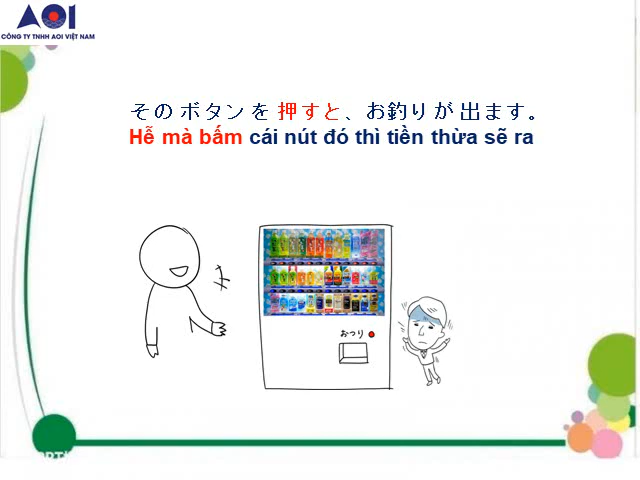 AOI
CÔNG TY TNHH AOI VIỆT NAM
そのボタンを押すと、お釣りが出ます。
Hễ mà bấm cái nút đó thì tiền thừa sẽ ra
おつり